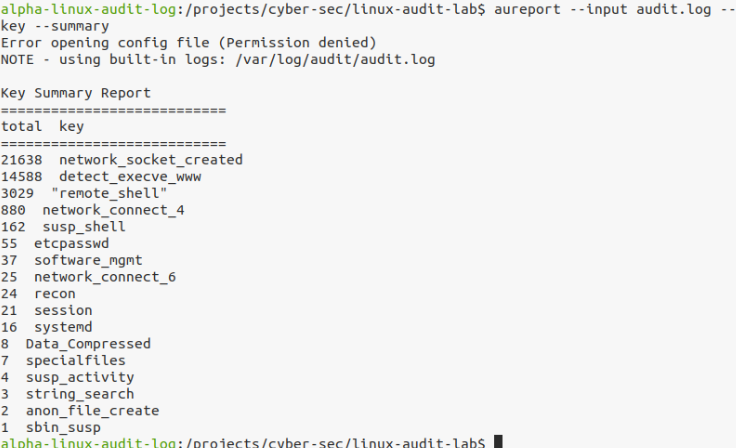 alpha-linux-audit-log:/projects/cyber-sec/linux-audit-lab$ aureport --input audit.log --
key --summary
Error opening config file (Permission denied)
NOTE - using built-in logs: /var/log/audit/audit.log
Key Summary Report
===========================
total  key
===========================
21638  network_socket_created
14588  detect_execve_www
3029  "remote_shell"
880  network_connect_4
162  susp_shell
55  etcpasswd
37  software_mgmt
25  network_connect_6
24  recon
21  session
16  systemd
8  Data_Compressed
7  specialfiles
4  susp_activity
3  string_search
2  anon_file_create
1  sbin_susp
alpha-linux-audit-log:/projects/cyber-sec/linux-audit-lab$